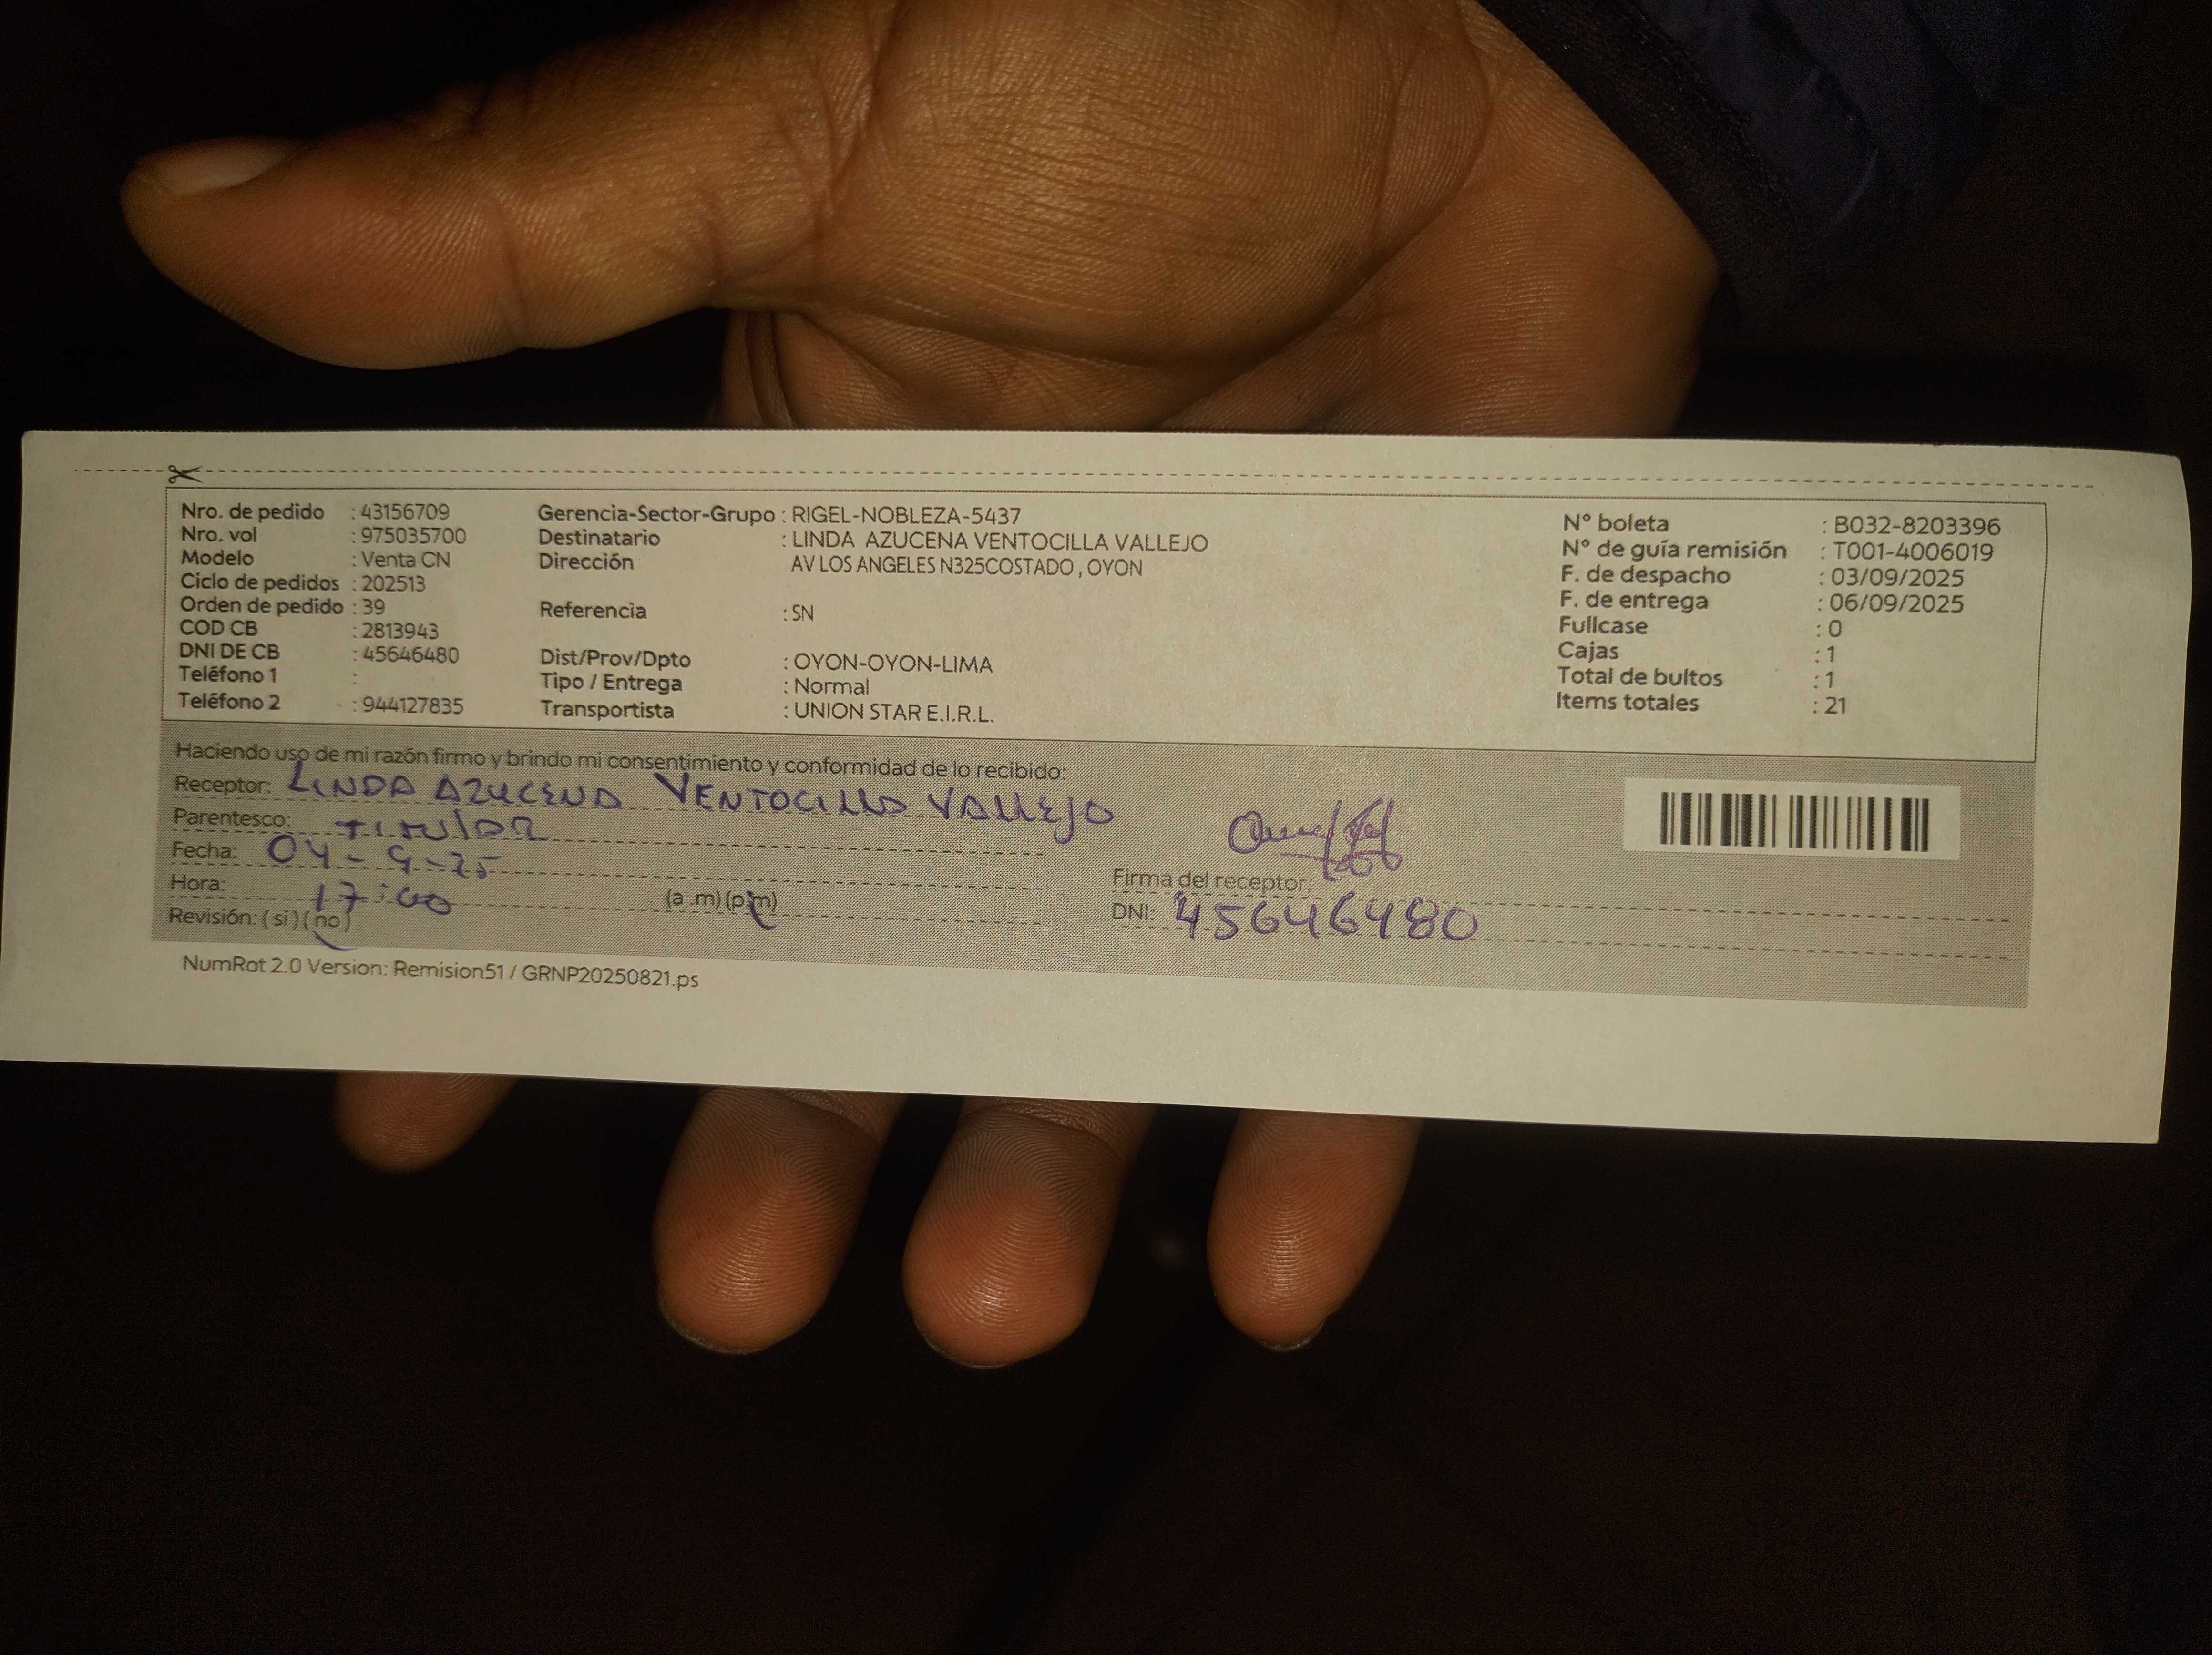 Nro. de pedido : 43156709
Nro. vol : 975035700
Modelo : Venta CN
Ciclo de pedidos : 202513
Orden de pedido : 39
COD CB : 2813943
DNI DE CB : 45646480
Teléfono 1 :
Teléfono 2 : 944127835
Gerencia-Sector-Grupo : RIGEL-NOBLEZA-5437
Destinatario : LINDA AZUCENA VENTOCILLA VALLEJO
Dirección AV LOS ANGELES N325COSTADO , OYON
Referencia : SN
Dist/Prov/Dpto : OYON-OYON-LIMA
Tipo / Entrega : Normal
Transportista : UNION STAR E.I.R.L.
N° boleta : B032-8203396
N° de guía remisión : T001-4006019
F. de despacho : 03/09/2025
F. de entrega : 06/09/2025
Fullcase : 0
Cajas : 1
Total de bultos : 1
Items totales : 21
Haciendo uso de mi razón firmo y brindo mi consentimiento y conformidad de lo recibido:
Receptor: LINDA AZUCENA VENTOCILLA VALLEJO
Parentesco: TITULAR
Fecha: 04-9-25
Hora: 17:00 (a .m) (p.m)
Revisión: ( si ) ( no )
Firma del receptor:
DNI: 45646480
NumRot 2.0 Version: Remision51 / GRNP20250821.ps